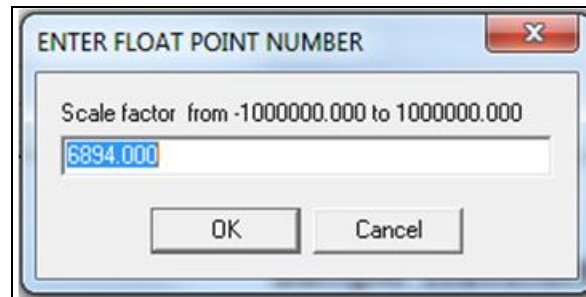 ENTER FLOAT POINT NUMBER
Scale factor from -1000000.000 to 1000000.000
6894.000
OK Cancel